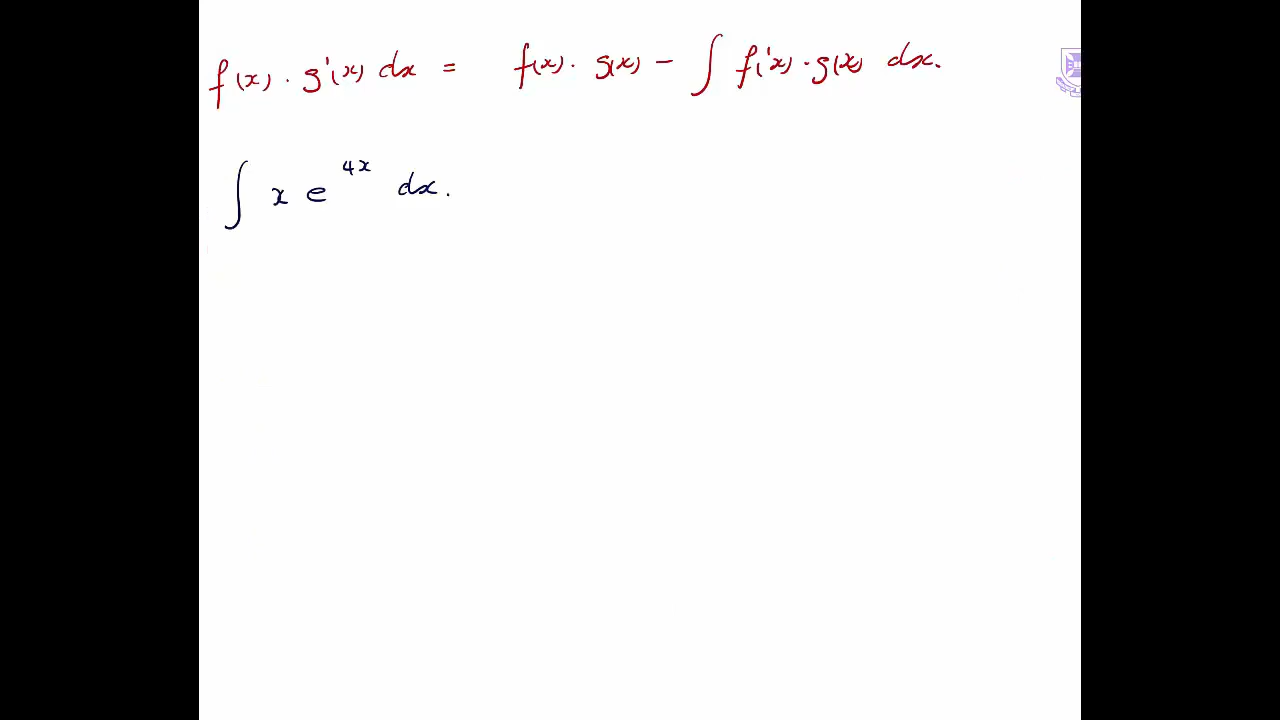 f(x) · g'(x) dx = f(x) · g(x) − ∫ f'(x) · g(x) dx.
∫ x e^{4x} dx.